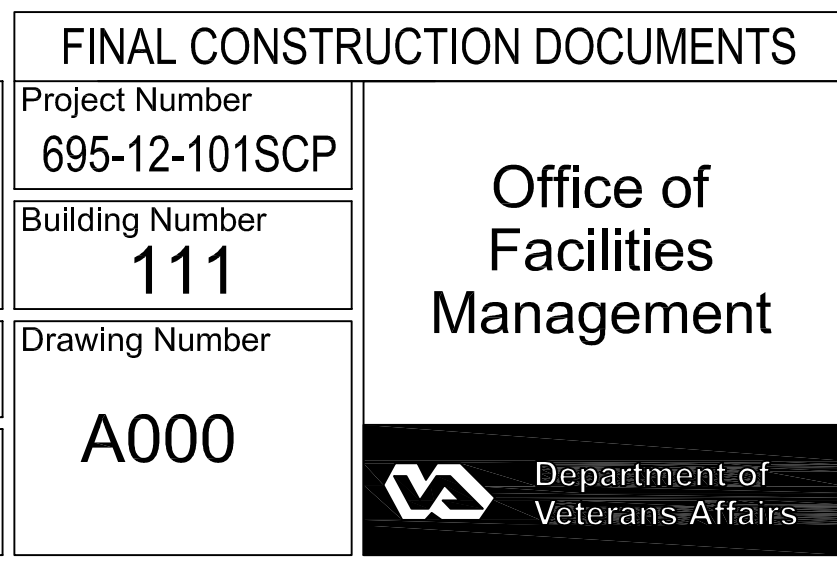 FINAL CONSTRUCTION DOCUMENTS
Project Number
695-12-101SCP
Building Number
111
Drawing Number
A000
Office of
Facilities
Management
VA
Department of
Veterans Affairs